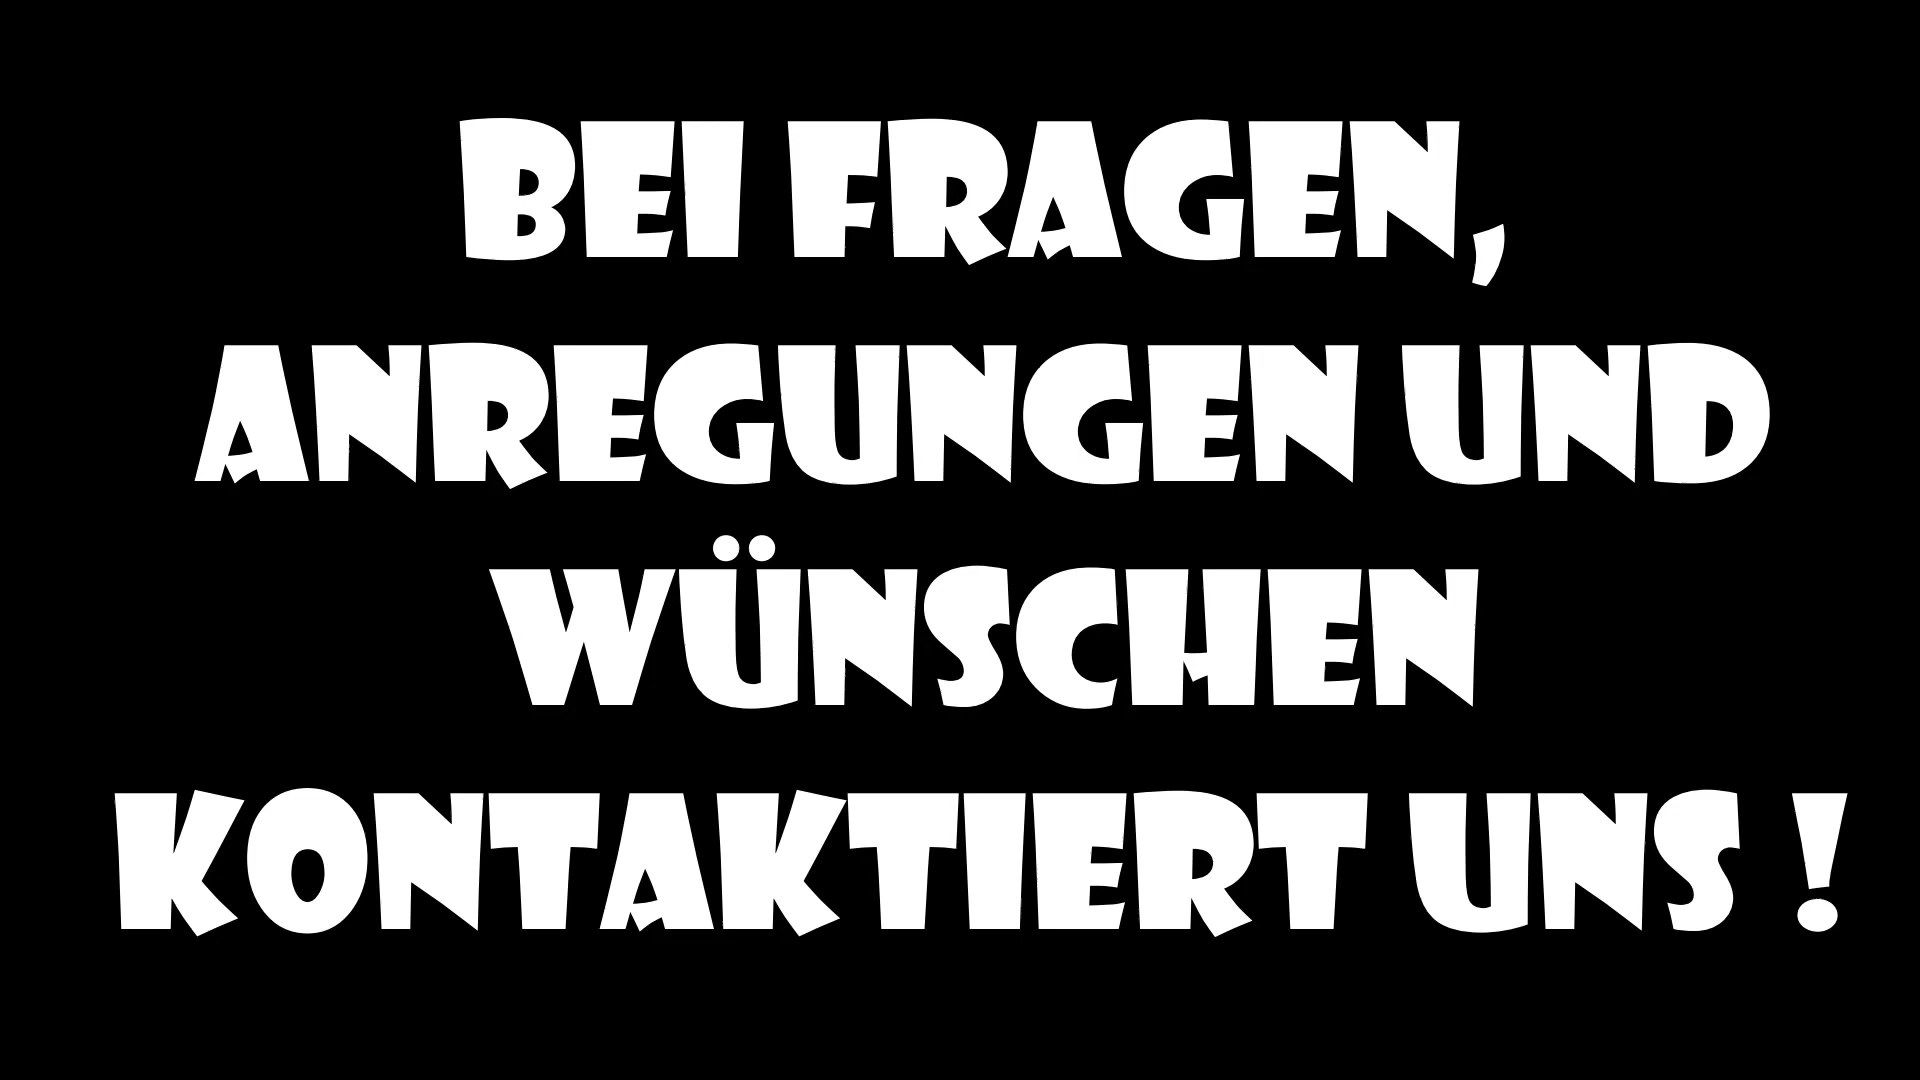 BEI FRAGEN,
ANREGUNGEN UND
WÜNSCHEN
KONTAKTIERT UNS !